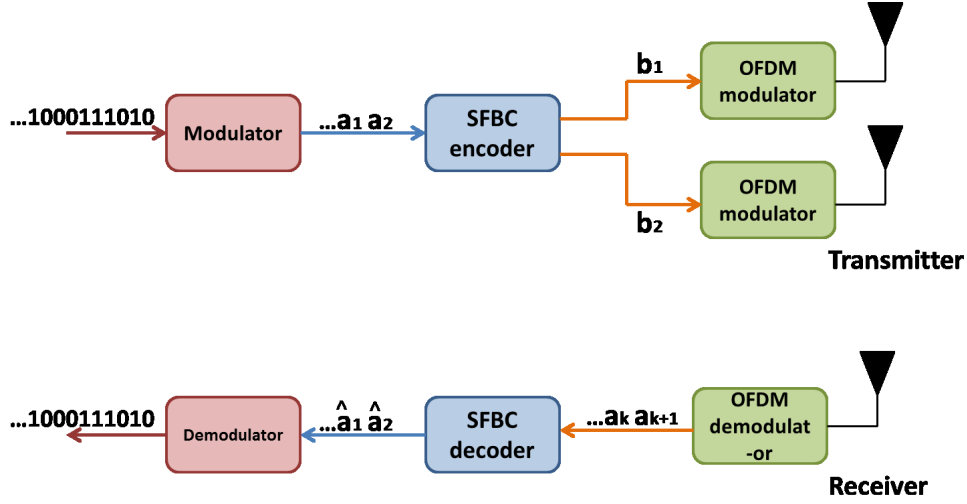 ...1000111010
Modulator
...a1 a2
SFBC
encoder
b1
b2
OFDM
modulator
OFDM
modulator
Transmitter
...1000111010
Demodulator
...â1 â2
SFBC
decoder
...ak ak+1
OFDM
demodulat
-or
Receiver